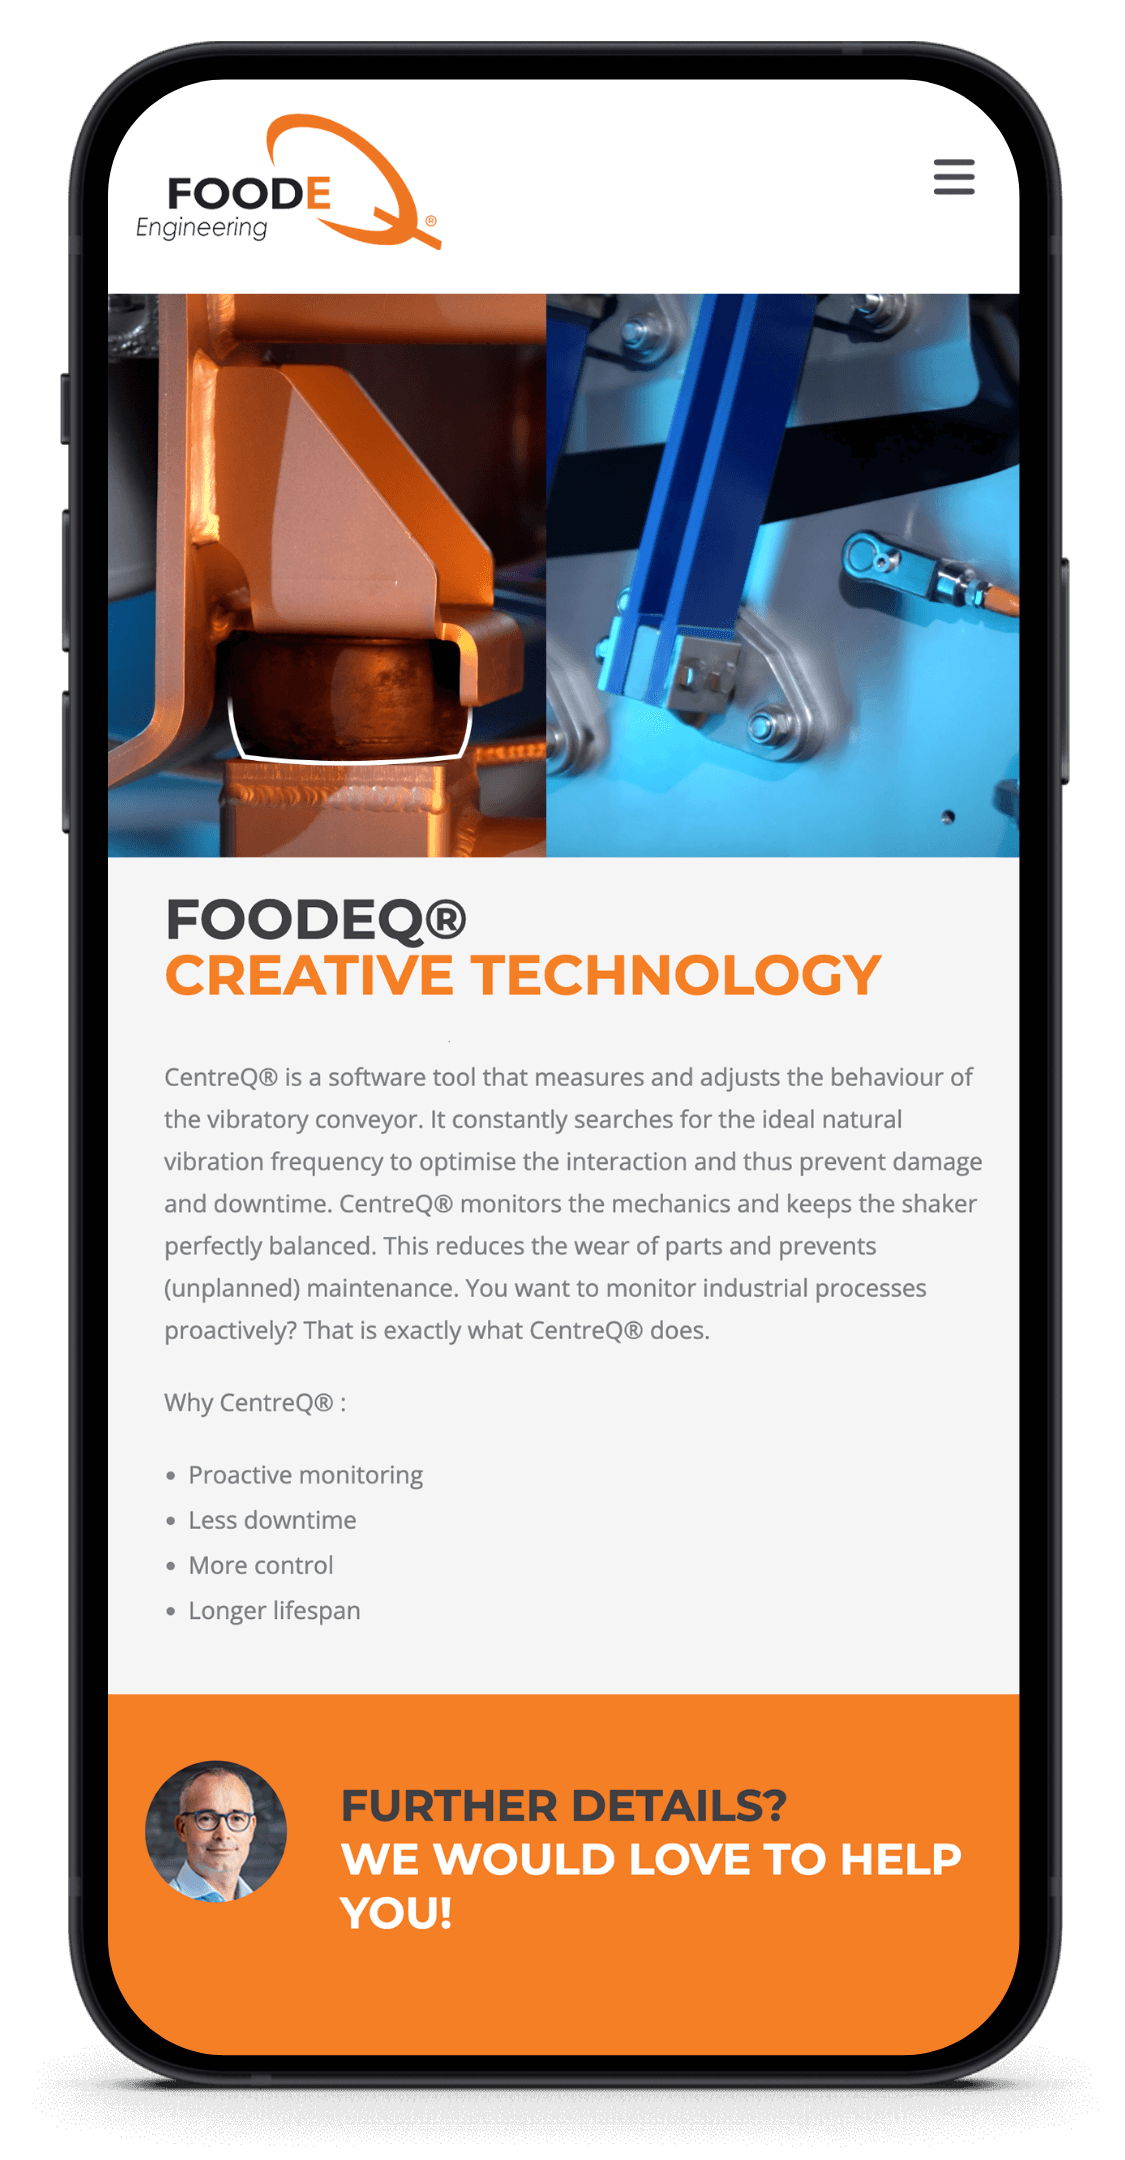 FOODEQ®
Engineering
FOODEQ®
CREATIVE TECHNOLOGY
CentreQ® is a software tool that measures and adjusts the behaviour of
the vibratory conveyor. It constantly searches for the ideal natural
vibration frequency to optimise the interaction and thus prevent damage
and downtime. CentreQ® monitors the mechanics and keeps the shaker
perfectly balanced. This reduces the wear of parts and prevents
(unplanned) maintenance. You want to monitor industrial processes
proactively? That is exactly what CentreQ® does.
Why CentreQ® :
• Proactive monitoring
• Less downtime
• More control
• Longer lifespan
FURTHER DETAILS?
WE WOULD LOVE TO HELP
YOU!